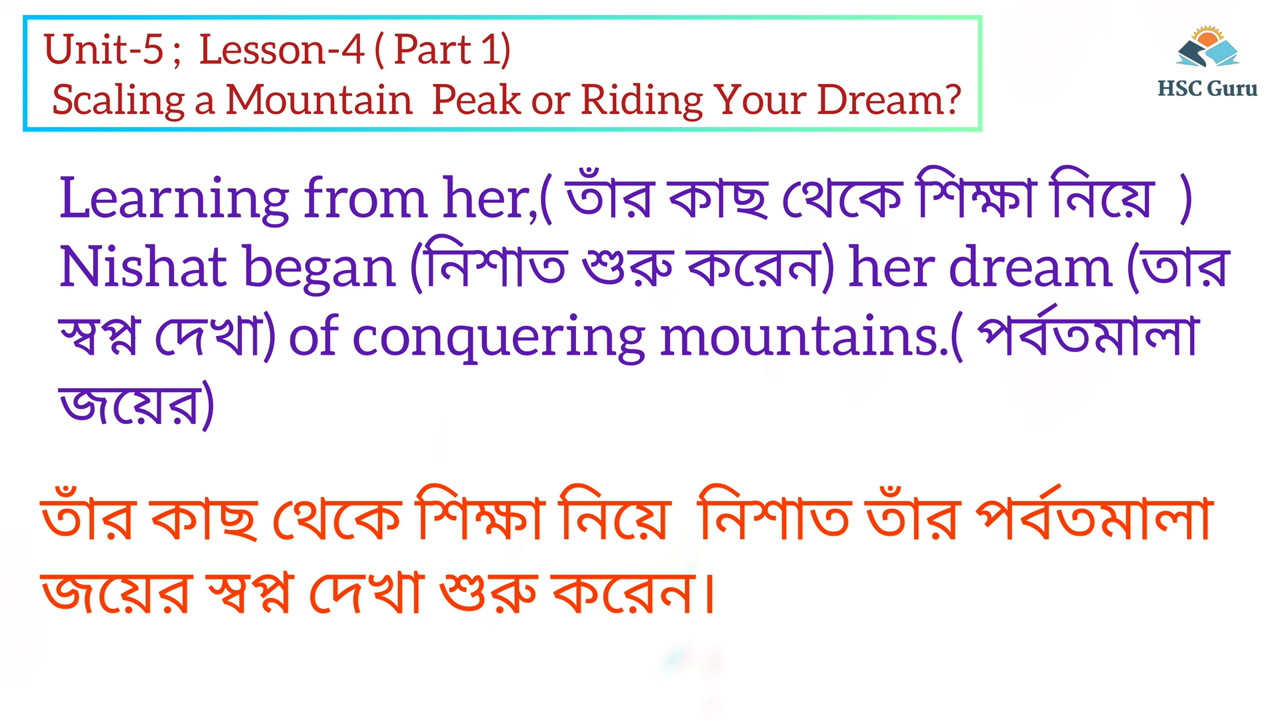 Unit-5 ; Lesson-4 ( Part 1)
Scaling a Mountain Peak or Riding Your Dream?
HSC Guru
Learning from her,( তাঁর কাছ থেকে শিক্ষা নিয়ে )
Nishat began (নিশাত শুরু করেন) her dream (তার
স্বপ্ন দেখা) of conquering mountains.( পর্বতমালা
জয়ের)
তাঁর কাছ থেকে শিক্ষা নিয়ে নিশাত তাঁর পর্বতমালা
জয়ের স্বপ্ন দেখা শুরু করেন।